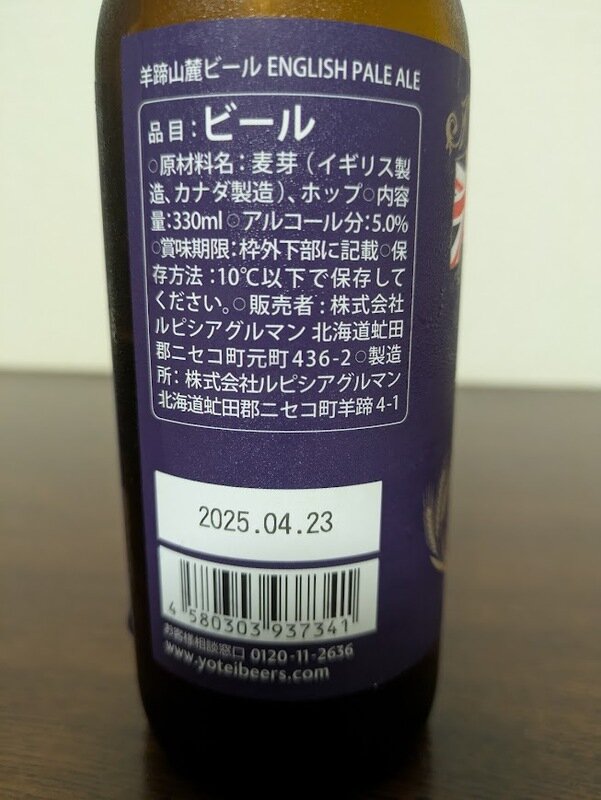 羊蹄山麓ビール ENGLISH PALE ALE
品目：ビール
○原材料名：麦芽（イギリス製
造、カナダ製造）、ホップ○内容
量:330ml○アルコール分:5.0%
○賞味期限：枠外下部に記載○保
存方法：10℃以下で保存して
ください。○販売者：株式会社
ルピシアグルマン 北海道虻田
郡ニセコ町元町436-2○製造
所：株式会社ルピシアグルマン
北海道虻田郡ニセコ町羊蹄4-1
2025.04.23
4 580303 937341
お客様相談窓口 0120-11-2636
www.yoteibeers.com